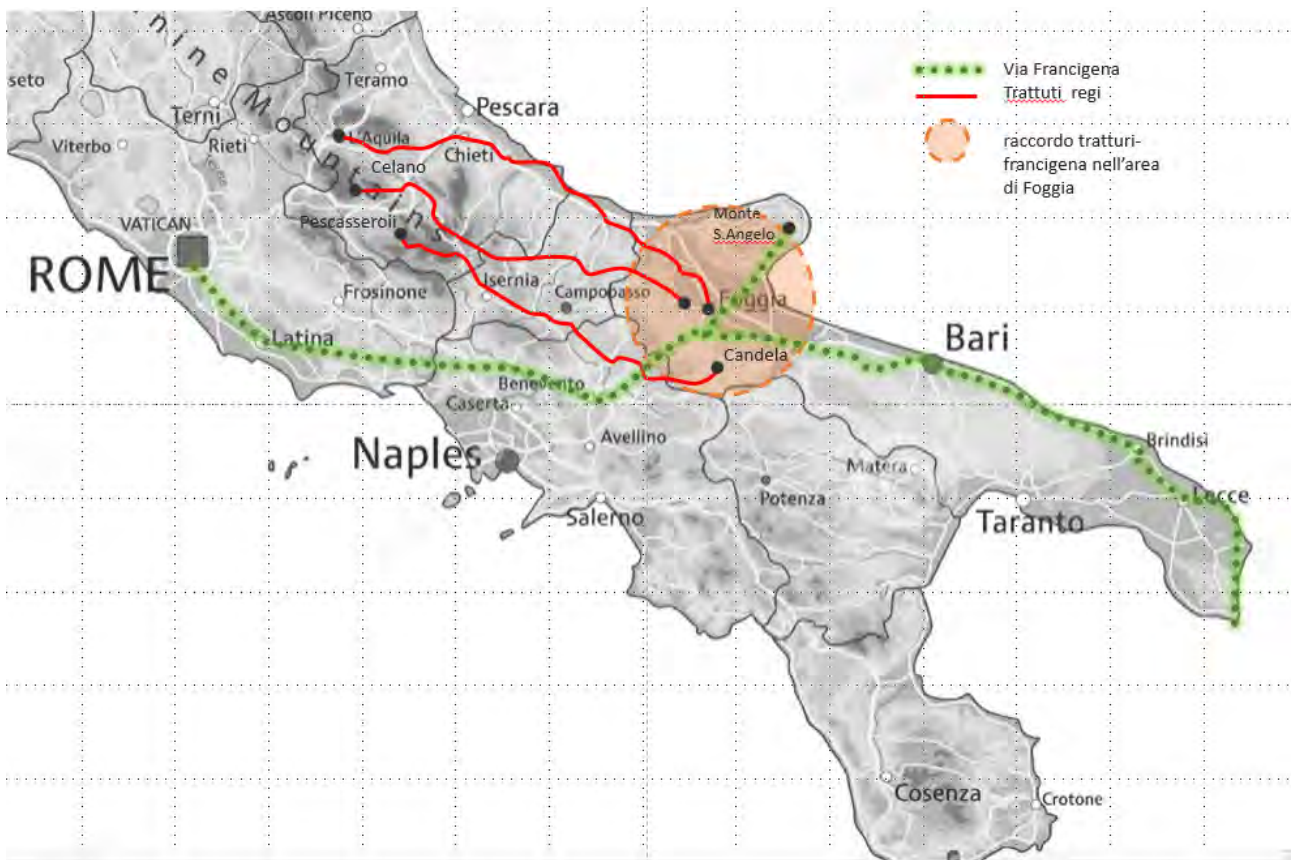 Ascoli Piceno
nine Mountains
Teramo
seto
Pescara
Terni
L'Aquila
Viterbo
Rieti
Chieti
Celano
VATICAN
Pescasseroii
Monte
S.Angelo
ROME
Isernia
Frosinone
Campobasso
Foggia
Latina
Bari
Candela
Benevento
Caserta
Avellino
Brindisi
Naples
Matera
Potenza
Lecce
Salerno
Taranto
Cosenza
Crotone
Via Francigena
Trattuti regi
raccordo tratturi-
francigena nell'area
di Foggia